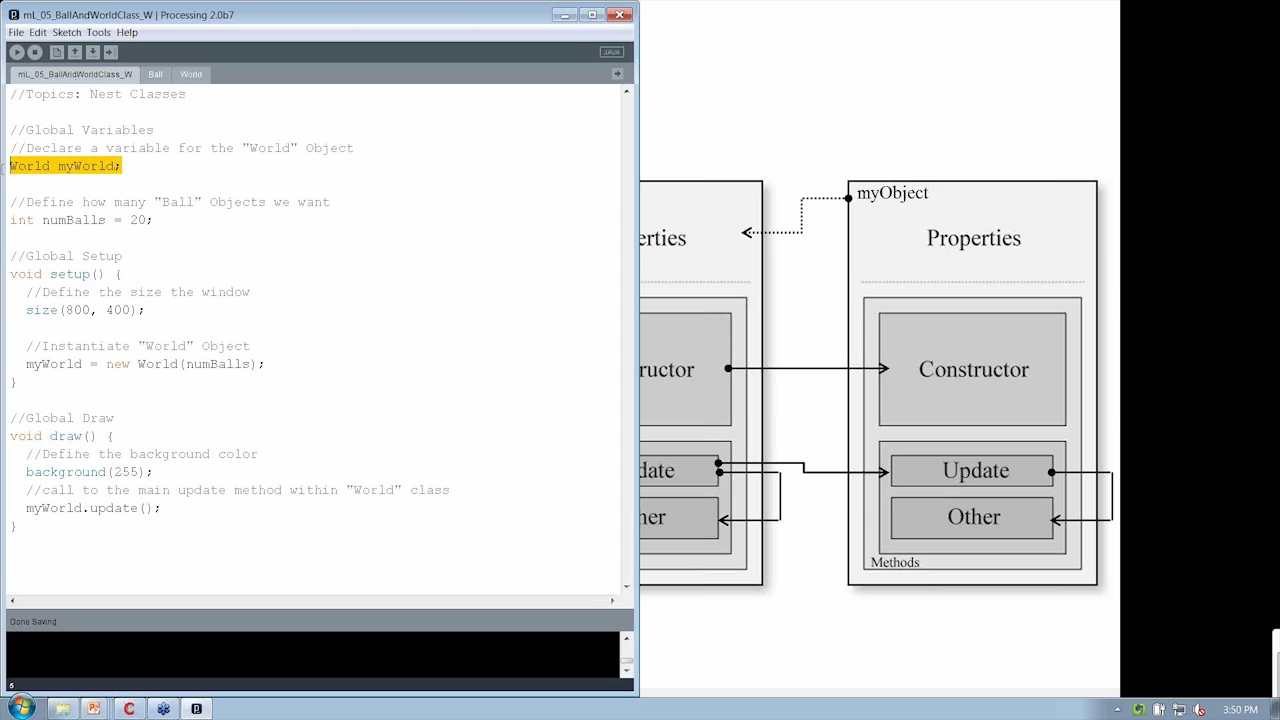 mL_05_BallAndWorldClass_W | Processing 2.0b7
File Edit Sketch Tools Help
JAVA
mL_05_BallAndWorldClass_W Ball World
//Topics: Nest Classes
//Global Variables
//Declare a variable for the "World" Object
World myWorld;
//Define how many "Ball" Objects we want
int numBalls = 20;
//Global Setup
void setup() {
//Define the size the window
size(800, 400);
//Instantiate "World" Object
myWorld = new World(numBalls);
}
//Global Draw
void draw() {
//Define the background color
background(255);
//call to the main update method within "World" class
myWorld.update();
}
Done Saving
5
erties
ructor
date
her
myObject
Properties
Constructor
Update
Other
Methods
3:50 PM